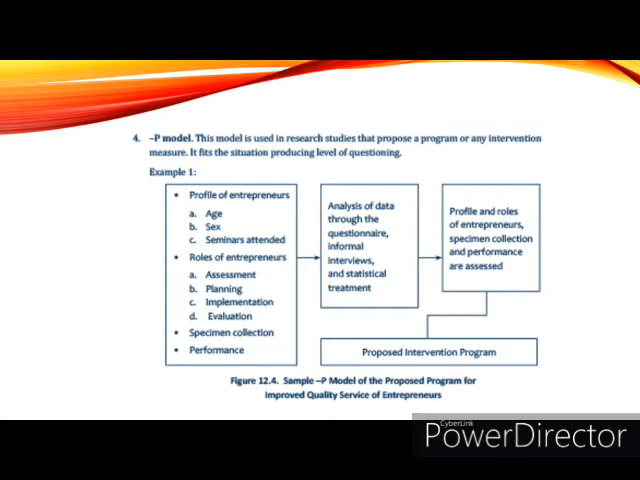 4. –P model. This model is used in research studies that propose a program or any intervention
measure. It fits the situation producing level of questioning.
Example 1:
• Profile of entrepreneurs
a. Age
b. Sex
c. Seminars attended
• Roles of entrepreneurs
a. Assessment
b. Planning
c. Implementation
d. Evaluation
• Specimen collection
• Performance
Analysis of data
through the
questionnaire,
informal
interviews,
and statistical
treatment
Profile and roles
of entrepreneurs,
specimen collection
and performance
are assessed
Proposed Intervention Program
Figure 12.4. Sample –P Model of the Proposed Program for
Improved Quality Service of Entrepreneurs
CyberLink
PowerDirector